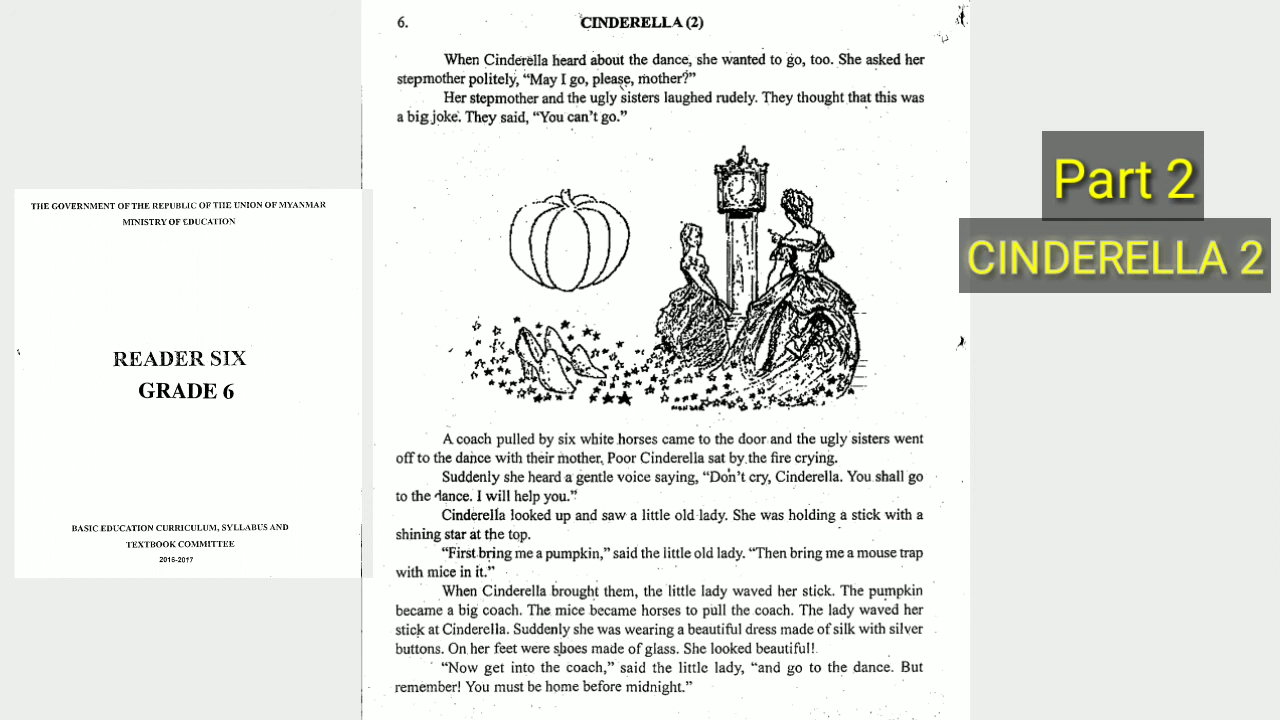 THE GOVERNMENT OF THE REPUBLIC OF THE UNION OF MYANMAR
MINISTRY OF EDUCATION
READER SIX
GRADE 6
BASIC EDUCATION CURRICULUM, SYLLABUS AND
TEXTBOOK COMMITTEE
2016-2017
6. CINDERELLA (2)
When Cinderella heard about the dance, she wanted to go, too. She asked her
stepmother politely, “May I go, please, mother?”
Her stepmother and the ugly sisters laughed rudely. They thought that this was
a big joke. They said, “You can’t go.”
A coach pulled by six white horses came to the door and the ugly sisters went
off to the dance with their mother. Poor Cinderella sat by the fire crying.
Suddenly she heard a gentle voice saying, “Don’t cry, Cinderella. You shall go
to the dance. I will help you.”
Cinderella looked up and saw a little old lady. She was holding a stick with a
shining star at the top.
“First bring me a pumpkin,” said the little old lady. “Then bring me a mouse trap
with mice in it.”
When Cinderella brought them, the little lady waved her stick. The pumpkin
became a big coach. The mice became horses to pull the coach. The lady waved her
stick at Cinderella. Suddenly she was wearing a beautiful dress made of silk with silver
buttons. On her feet were shoes made of glass. She looked beautiful!
“Now get into the coach,” said the little lady, “and go to the dance. But
remember! You must be home before midnight.”
Part 2
CINDERELLA 2